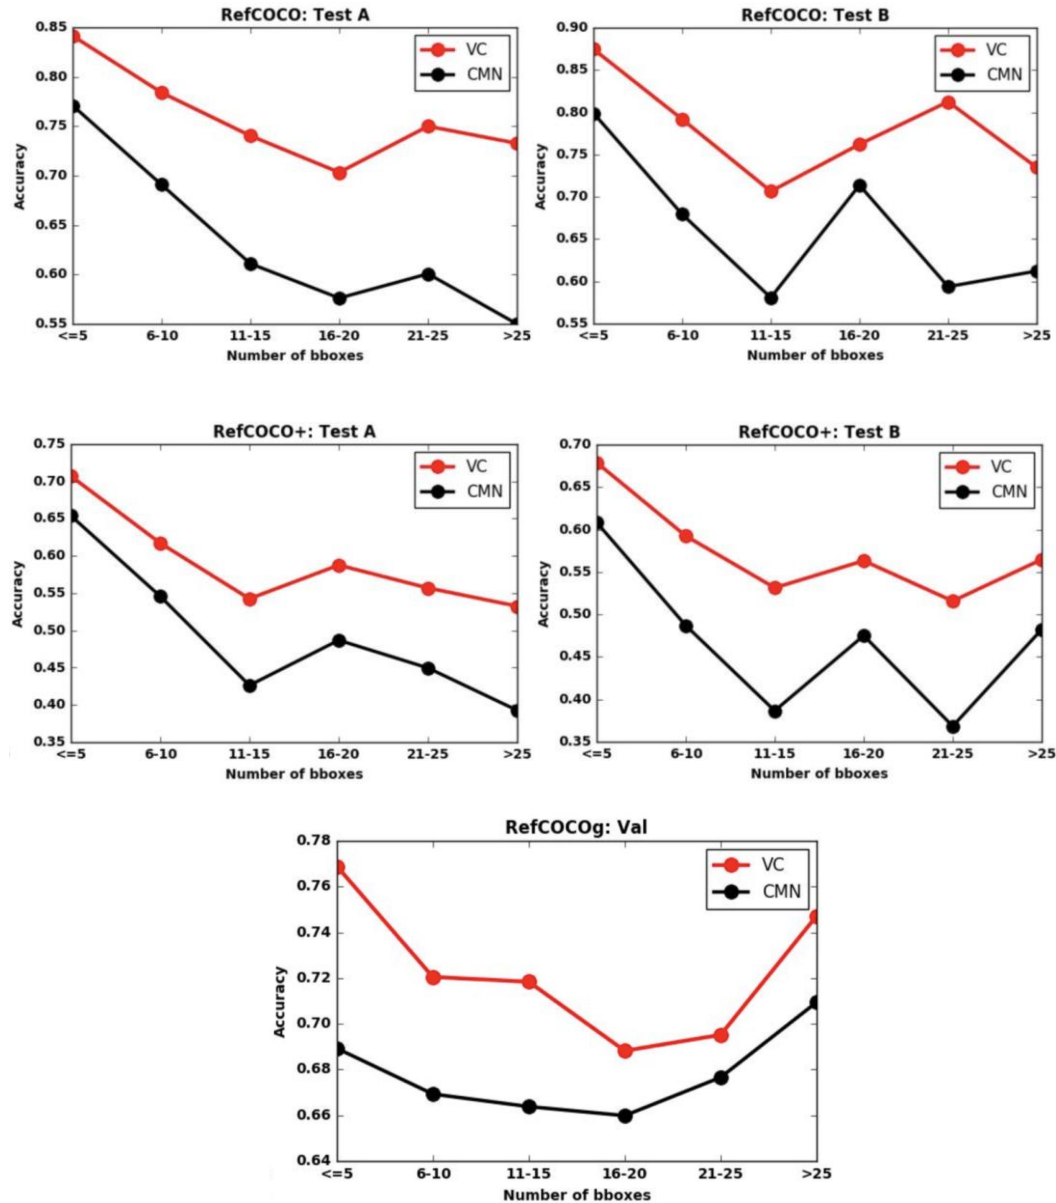 RefCOCO: Test A
VC
CMN
0.85
0.80
0.75
0.70
0.65
0.60
0.55
Accuracy
<=5 6-10 11-15 16-20 21-25 >25
Number of bboxes
RefCOCO: Test B
VC
CMN
0.90
0.85
0.80
0.75
0.70
0.65
0.60
0.55
Accuracy
<=5 6-10 11-15 16-20 21-25 >25
Number of bboxes
RefCOCO+: Test A
VC
CMN
0.75
0.70
0.65
0.60
0.55
0.50
0.45
0.40
0.35
Accuracy
<=5 6-10 11-15 16-20 21-25 >25
Number of bboxes
RefCOCO+: Test B
VC
CMN
0.70
0.65
0.60
0.55
0.50
0.45
0.40
0.35
Accuracy
<=5 6-10 11-15 16-20 21-25 >25
Number of bboxes
RefCOCOg: Val
VC
CMN
0.78
0.76
0.74
0.72
0.70
0.68
0.66
0.64
Accuracy
<=5 6-10 11-15 16-20 21-25 >25
Number of bboxes